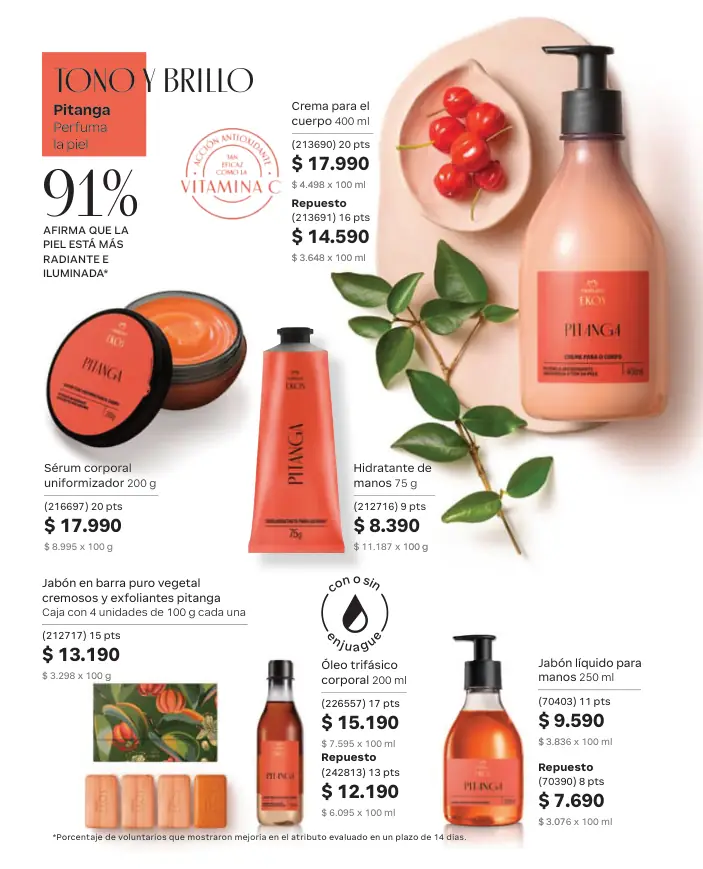 TONO Y BRILLO
Pitanga
Perfuma
la piel
91%
AFIRMA QUE LA
PIEL ESTÁ MÁS
RADIANTE E
ILUMINADA*
ACCIÓN ANTIOXIDANTE
TAN
EFICAZ
COMO LA
VITAMINA C
Crema para el
cuerpo 400 ml
(213690) 20 pts
$ 17.990
$ 4.498 x 100 ml
Repuesto
(213691) 16 pts
$ 14.590
$ 3.648 x 100 ml
EKOS
PITANGA
CREME PARA O CORPO
400ml
EKOS
PITANGA
200g
EKOS
PITANGA
75g
Sérum corporal
uniformizador 200 g
(216697) 20 pts
$ 17.990
$ 8.995 x 100 g
Hidratante de
manos 75 g
(212716) 9 pts
$ 8.390
$ 11.187 x 100 g
Jabón en barra puro vegetal
cremosos y exfoliantes pitanga
Caja con 4 unidades de 100 g cada una
(212717) 15 pts
$ 13.190
$ 3.298 x 100 g
con o sin
enjuague
Óleo trifásico
corporal 200 ml
(226557) 17 pts
$ 15.190
$ 7.595 x 100 ml
Repuesto
(242813) 13 pts
$ 12.190
$ 6.095 x 100 ml
PITANGA
EKOS
PITANGA
Jabón líquido para
manos 250 ml
(70403) 11 pts
$ 9.590
$ 3.836 x 100 ml
Repuesto
(70390) 8 pts
$ 7.690
$ 3.076 x 100 ml
*Porcentaje de voluntarios que mostraron mejoría en el atributo evaluado en un plazo de 14 días.